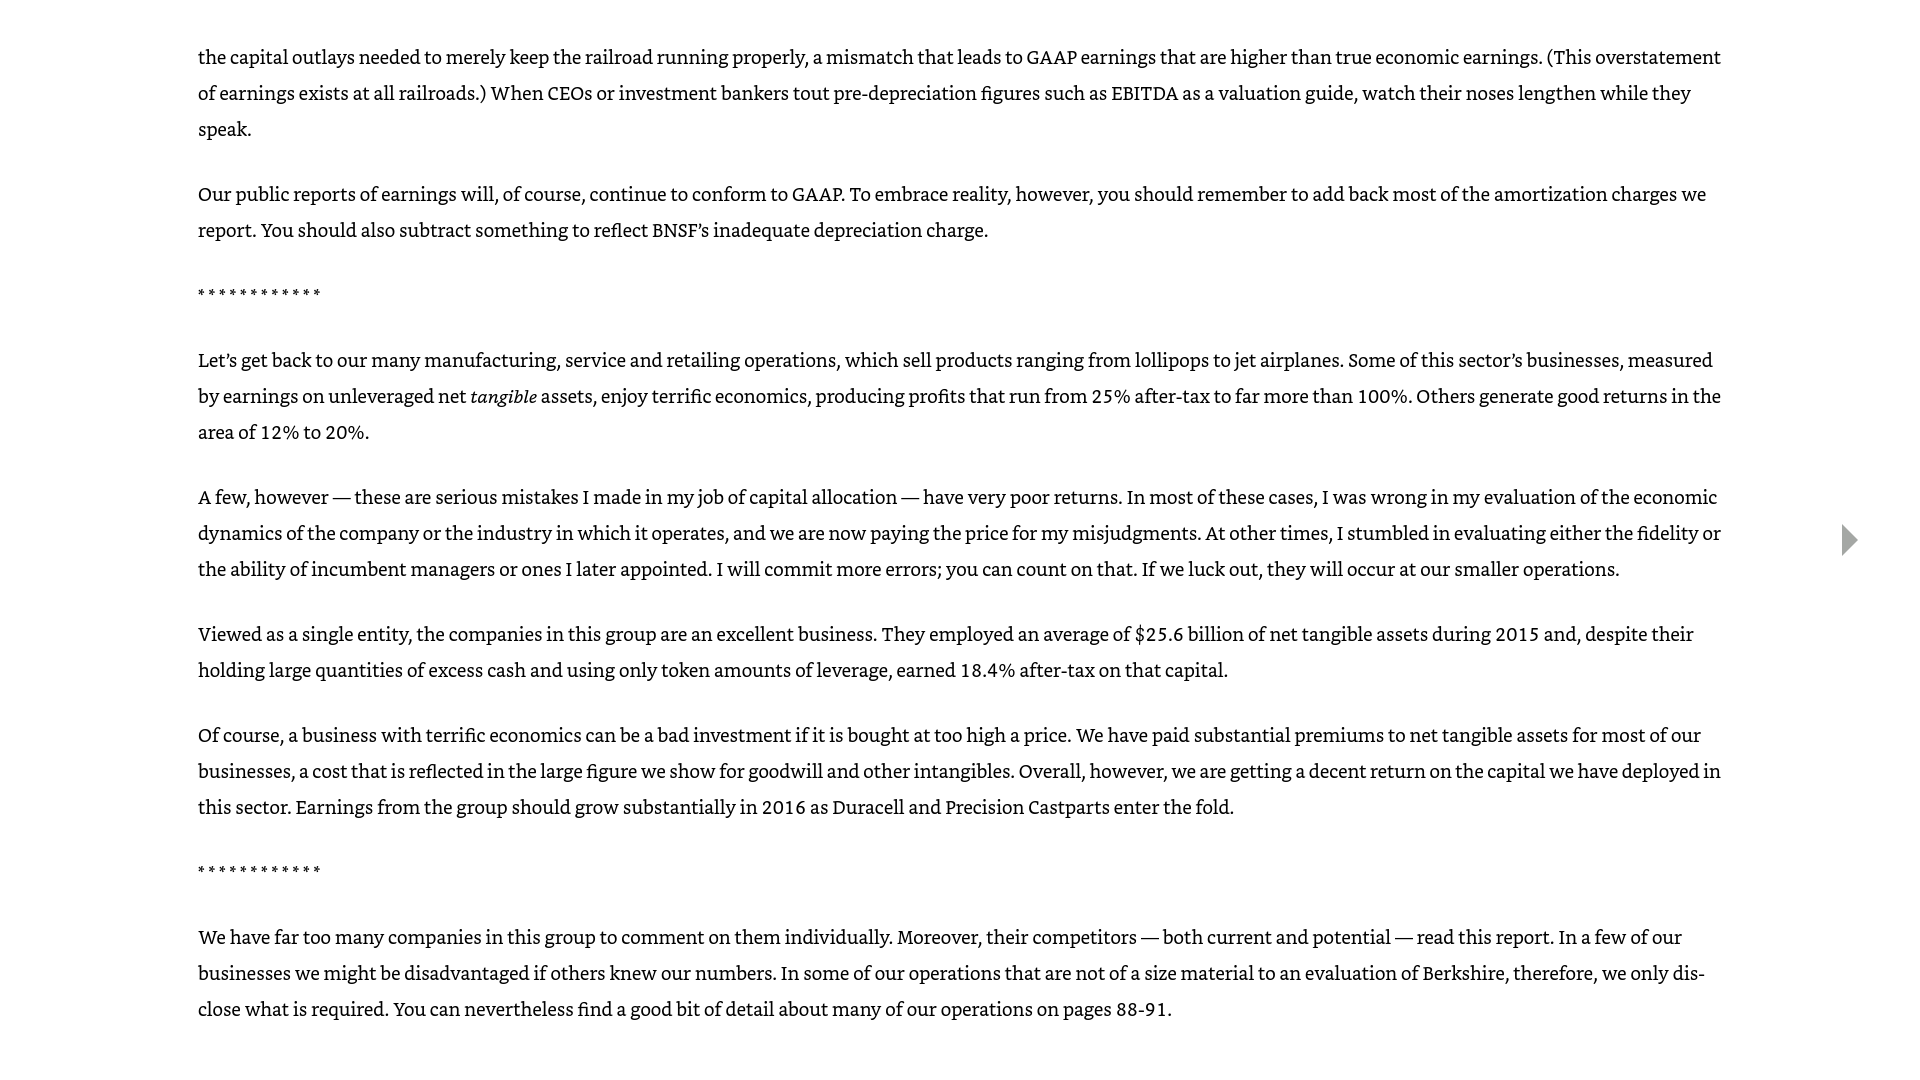 the capital outlays needed to merely keep the railroad running properly, a mismatch that leads to GAAP earnings that are higher than true economic earnings. (This overstatement
of earnings exists at all railroads.) When CEOs or investment bankers tout pre-depreciation figures such as EBITDA as a valuation guide, watch their noses lengthen while they
speak.
Our public reports of earnings will, of course, continue to conform to GAAP. To embrace reality, however, you should remember to add back most of the amortization charges we
report. You should also subtract something to reflect BNSF’s inadequate depreciation charge.
* * * * * * * * * * * *
Let’s get back to our many manufacturing, service and retailing operations, which sell products ranging from lollipops to jet airplanes. Some of this sector’s businesses, measured
by earnings on unleveraged net tangible assets, enjoy terrific economics, producing profits that run from 25% after-tax to far more than 100%. Others generate good returns in the
area of 12% to 20%.
A few, however — these are serious mistakes I made in my job of capital allocation — have very poor returns. In most of these cases, I was wrong in my evaluation of the economic
dynamics of the company or the industry in which it operates, and we are now paying the price for my misjudgments. At other times, I stumbled in evaluating either the fidelity or
the ability of incumbent managers or ones I later appointed. I will commit more errors; you can count on that. If we luck out, they will occur at our smaller operations.
Viewed as a single entity, the companies in this group are an excellent business. They employed an average of $25.6 billion of net tangible assets during 2015 and, despite their
holding large quantities of excess cash and using only token amounts of leverage, earned 18.4% after-tax on that capital.
Of course, a business with terrific economics can be a bad investment if it is bought at too high a price. We have paid substantial premiums to net tangible assets for most of our
businesses, a cost that is reflected in the large figure we show for goodwill and other intangibles. Overall, however, we are getting a decent return on the capital we have deployed in
this sector. Earnings from the group should grow substantially in 2016 as Duracell and Precision Castparts enter the fold.
* * * * * * * * * * * *
We have far too many companies in this group to comment on them individually. Moreover, their competitors — both current and potential — read this report. In a few of our
businesses we might be disadvantaged if others knew our numbers. In some of our operations that are not of a size material to an evaluation of Berkshire, therefore, we only dis-
close what is required. You can nevertheless find a good bit of detail about many of our operations on pages 88-91.